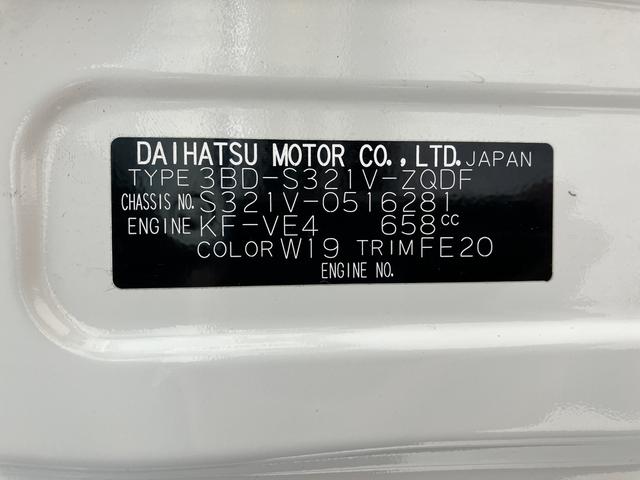 DAIHATSU MOTOR CO.,LTD. JAPAN
TYPE 3BD-S321V-ZQDF
CHASSIS NO. S321V-0516281
ENGINE KF-VE4 658cc
COLOR W19 TRIM FE20
ENGINE NO.